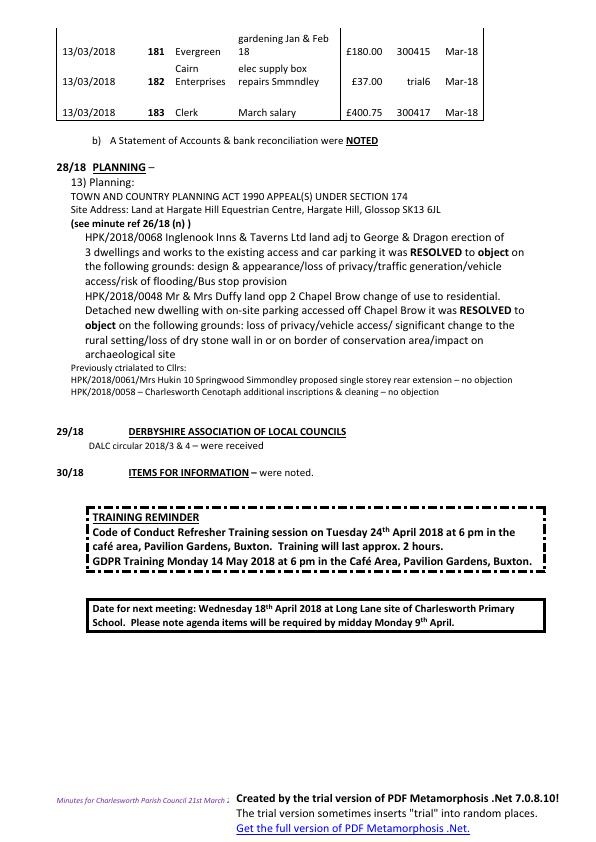 gardening Jan & Feb
13/03/2018 181 Evergreen 18 £180.00 300415 Mar-18
Cairn elec supply box
13/03/2018 182 Enterprises repairs Smmndley £37.00 trial6 Mar-18
13/03/2018 183 Clerk March salary £400.75 300417 Mar-18
b) A Statement of Accounts & bank reconciliation were NOTED
28/18 PLANNING –
13) Planning:
TOWN AND COUNTRY PLANNING ACT 1990 APPEAL(S) UNDER SECTION 174
Site Address: Land at Hargate Hill Equestrian Centre, Hargate Hill, Glossop SK13 6JL
(see minute ref 26/18 (n) )
HPK/2018/0068 Inglenook Inns & Taverns Ltd land adj to George & Dragon erection of
3 dwellings and works to the existing access and car parking it was RESOLVED to object on
the following grounds: design & appearance/loss of privacy/traffic generation/vehicle
access/risk of flooding/Bus stop provision
HPK/2018/0048 Mr & Mrs Duffy land opp 2 Chapel Brow change of use to residential.
Detached new dwelling with on-site parking accessed off Chapel Brow it was RESOLVED to
object on the following grounds: loss of privacy/vehicle access/ significant change to the
rural setting/loss of dry stone wall in or on border of conservation area/impact on
archaeological site
Previously ctrialated to Cllrs:
HPK/2018/0061/Mrs Hukin 10 Springwood Simmondley proposed single storey rear extension – no objection
HPK/2018/0058 – Charlesworth Cenotaph additional inscriptions & cleaning – no objection
29/18 DERBYSHIRE ASSOCIATION OF LOCAL COUNCILS
DALC circular 2018/3 & 4 – were received
30/18 ITEMS FOR INFORMATION – were noted.
TRAINING REMINDER
Code of Conduct Refresher Training session on Tuesday 24th April 2018 at 6 pm in the
café area, Pavilion Gardens, Buxton. Training will last approx. 2 hours.
GDPR Training Monday 14 May 2018 at 6 pm in the Café Area, Pavilion Gardens, Buxton.
Date for next meeting: Wednesday 18th April 2018 at Long Lane site of Charlesworth Primary
School. Please note agenda items will be required by midday Monday 9th April.
Minutes for Charlesworth Parish Council 21st March 2
Created by the trial version of PDF Metamorphosis .Net 7.0.8.10!
The trial version sometimes inserts "trial" into random places.
Get the full version of PDF Metamorphosis .Net.